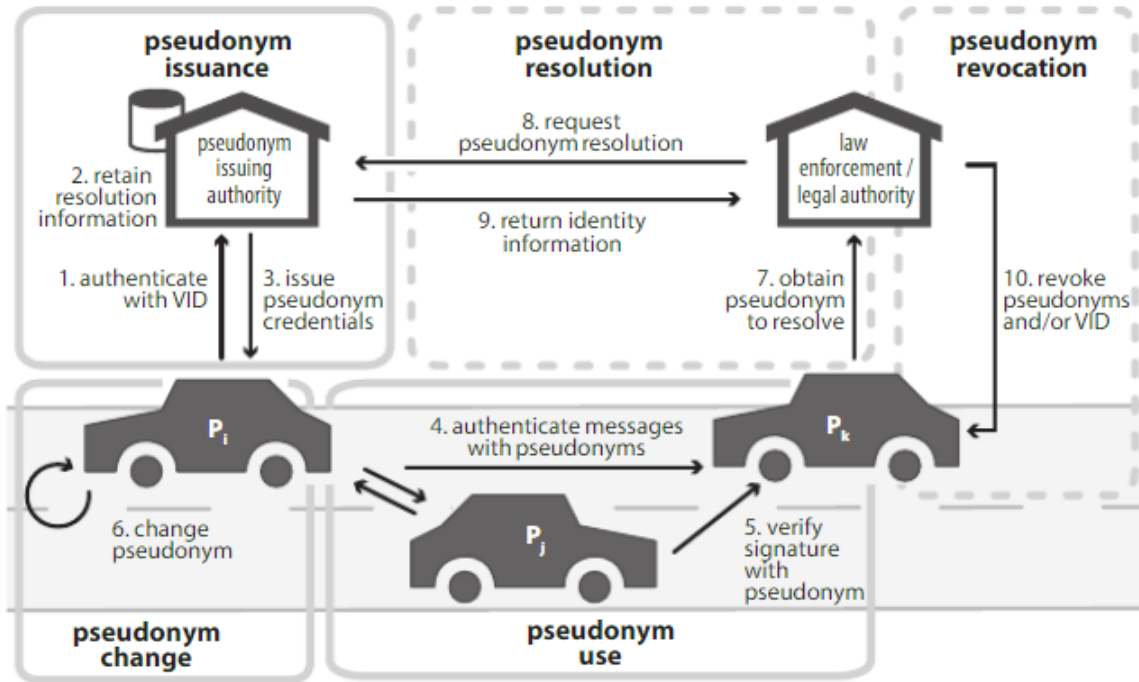 pseudonym
issuance
pseudonym
resolution
pseudonym
revocation
pseudonym
issuing
authority
2. retain
resolution
information
8. request
pseudonym resolution
law
enforcement /
legal authority
9. return identity
information
1. authenticate
with VID
3. issue
pseudonym
credentials
7. obtain
pseudonym
to resolve
10. revoke
pseudonyms
and/or VID
Pi
4. authenticate messages
with pseudonyms
Pk
6. change
pseudonym
Pj
5. verify
signature
with
pseudonym
pseudonym
change
pseudonym
use